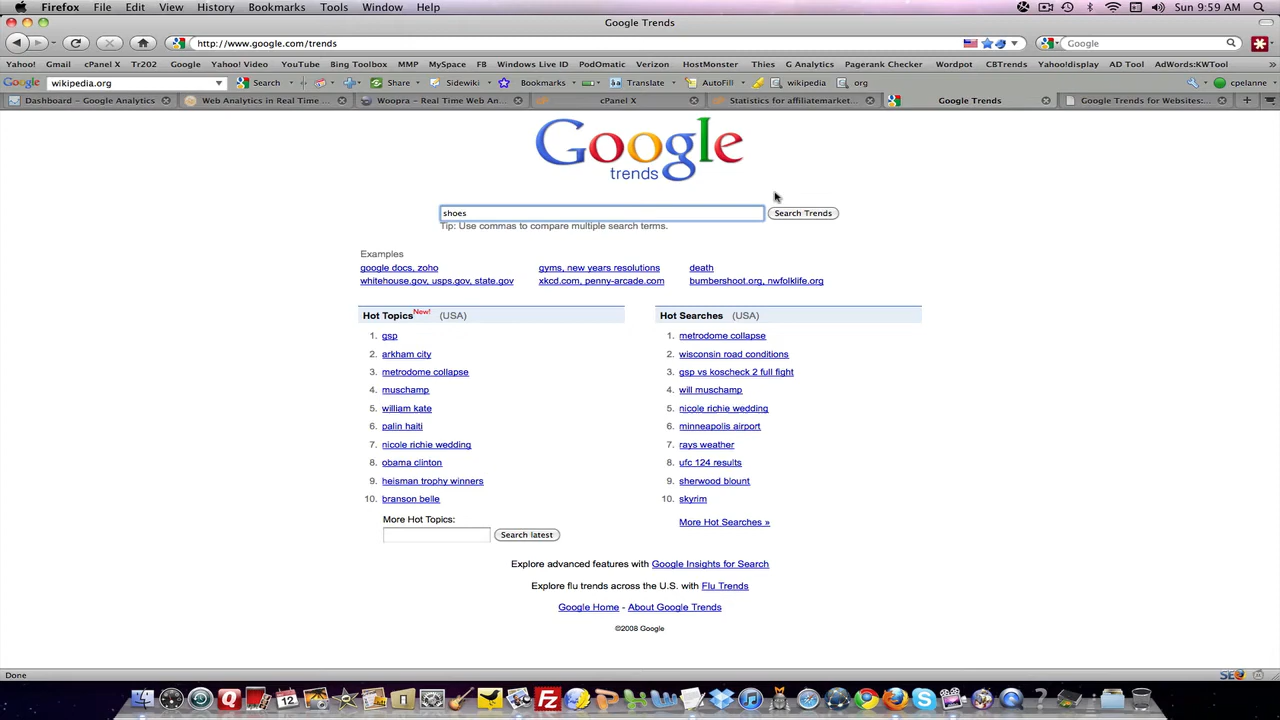 Firefox File Edit View History Bookmarks Tools Window Help Sun 9:59 AM
Google Trends
http://www.google.com/trends Google
Yahoo! Gmail cPanel X Tr202 Google Yahoo! Video YouTube MMP MySpace FB PodOmatic Verizon Windows Live ID HostMonster Thies G Analytics Pagerank Checker Wordpot CBTrends Yahoo!display AD Tool AdWords:KWTool
Google wikipedia.org Search Share Sidewiki Bookmarks Translate AutoFill wikipedia org cpelanne
Dashboard – Google Analytics Web Analytics in Real Time ... Woopra – Real Time Web An... cPanel X Statistics for affiliatemarket... Google Trends Google Trends for Websites:...
Google
trends
shoes Search Trends
Tip: Use commas to compare multiple search terms.
Examples
google docs, zoho gyms, new years resolutions death
whitehouse.gov, usps.gov, state.gov xkcd.com, penny-arcade.com bumbershoot.org, nwfolklife.org
Hot Topics New! (USA)
1. gsp
2. arkham city
3. metrodome collapse
4. muschamp
5. william kate
6. palin haiti
7. nicole richie wedding
8. obama clinton
9. heisman trophy winners
10. branson belle
More Hot Topics:
Search latest
Hot Searches (USA)
1. metrodome collapse
2. wisconsin road conditions
3. gsp vs koscheck 2 full fight
4. will muschamp
5. nicole richie wedding
6. minneapolis airport
7. rays weather
8. ufc 124 results
9. sherwood blount
10. skyrim
More Hot Searches »
Explore advanced features with Google Insights for Search
Explore flu trends across the U.S. with Flu Trends
Google Home - About Google Trends
©2008 Google
Done